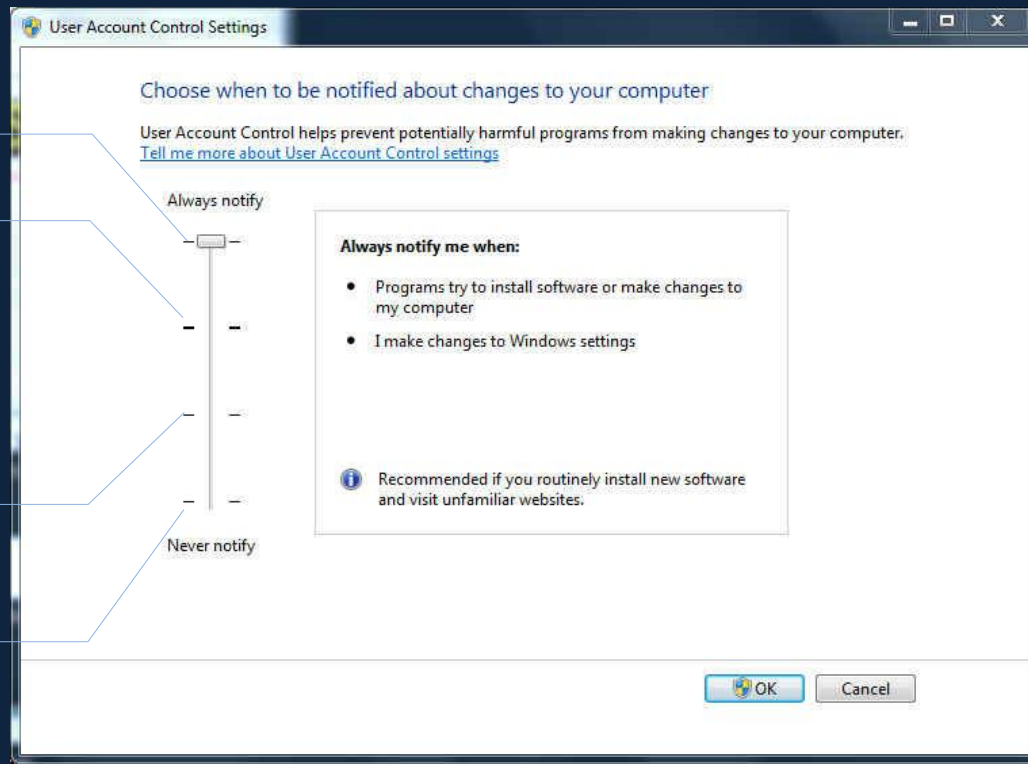 User Account Control Settings
Choose when to be notified about changes to your computer
User Account Control helps prevent potentially harmful programs from making changes to your computer.
Tell me more about User Account Control settings
Always notify
Always notify me when:
Programs try to install software or make changes to
my computer
I make changes to Windows settings
Recommended if you routinely install new software
and visit unfamiliar websites.
Never notify
OK
Cancel